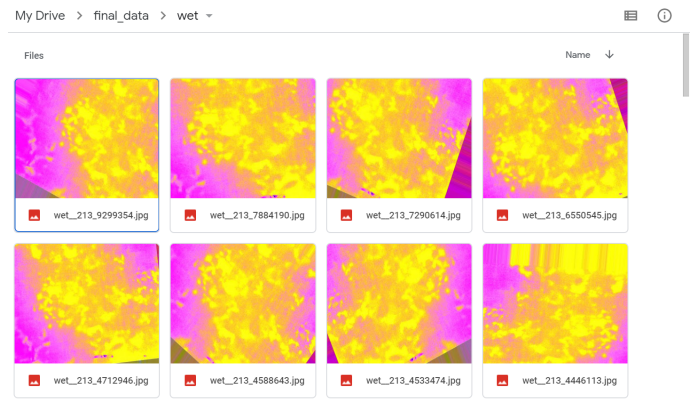 My Drive > final_data > wet
Files Name
wet__213_9299354.jpg wet__213_7884190.jpg wet__213_7290614.jpg wet__213_6550545.jpg
wet__213_4712946.jpg wet__213_4588643.jpg wet__213_4533474.jpg wet__213_4446113.jpg